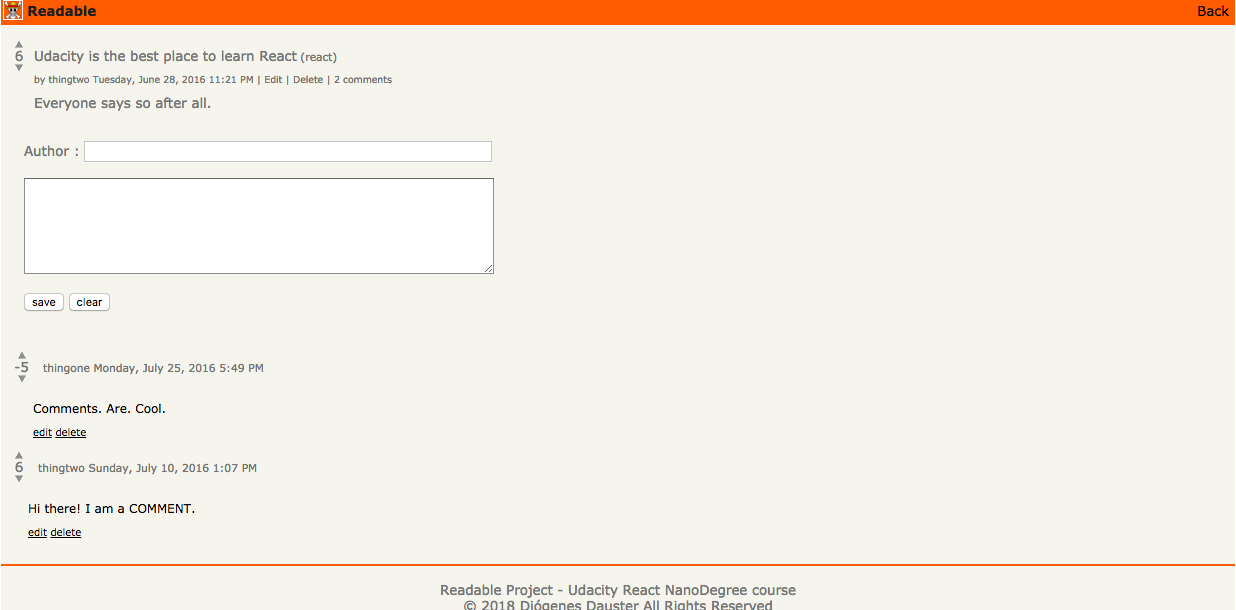 Readable Back
6 Udacity is the best place to learn React (react)
by thingtwo Tuesday, June 28, 2016 11:21 PM | Edit | Delete | 2 comments
Everyone says so after all.
Author :
save clear
-5 thingone Monday, July 25, 2016 5:49 PM
Comments. Are. Cool.
edit delete
6 thingtwo Sunday, July 10, 2016 1:07 PM
Hi there! I am a COMMENT.
edit delete
Readable Project - Udacity React NanoDegree course
© 2018 Diógenes Dauster All Rights Reserved